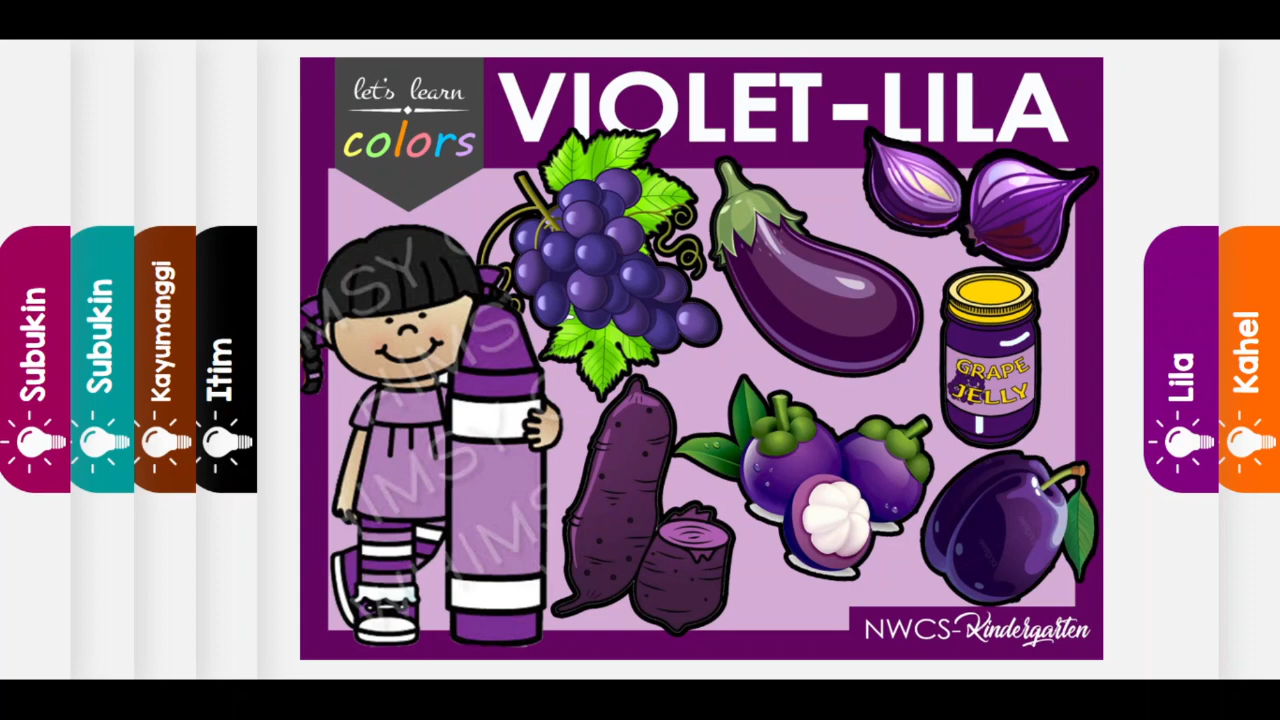 let's learn
colors
VIOLET-LILA
Subukin
Subukin
Kayumanggi
Itim
GRAPE
JELLY
Lila
Kahel
NWCS-Kindergarten